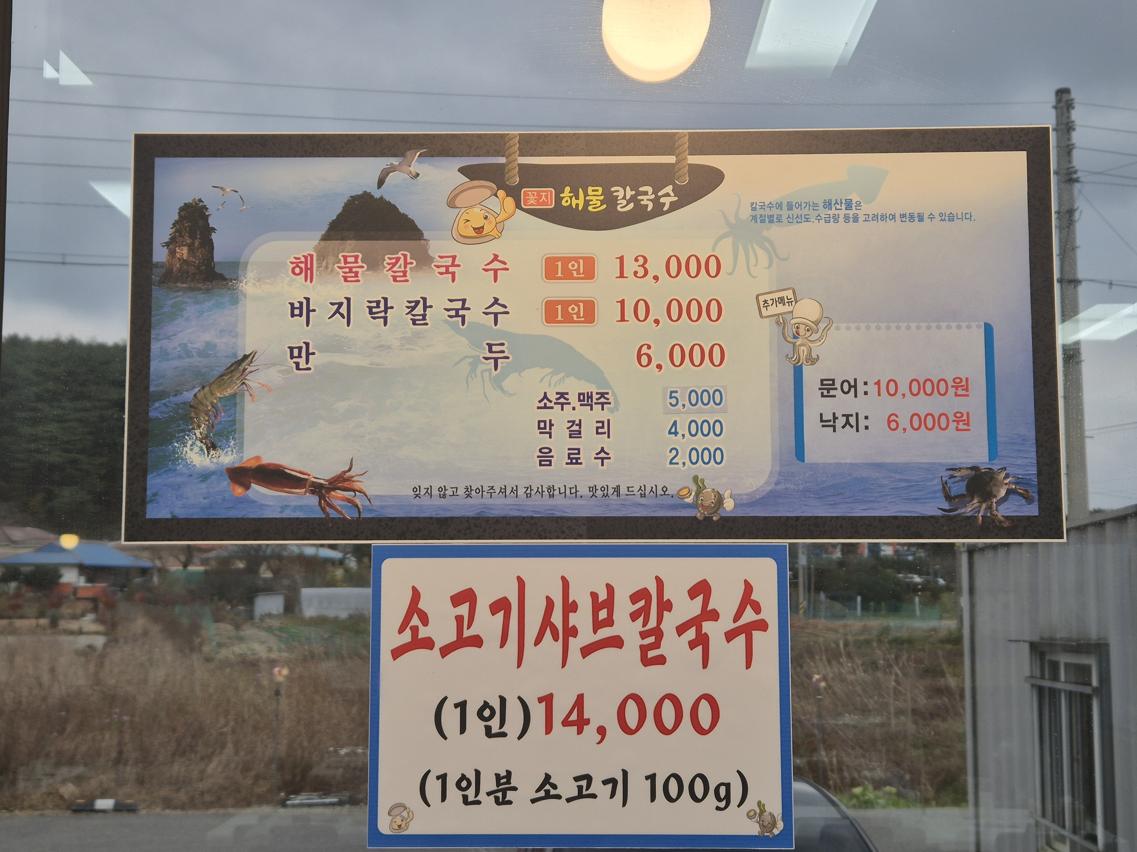 꽃지 해물칼국수
칼국수에 들어가는 해산물은
계절별로 신선도.수급량 등을 고려하여 변동될 수 있습니다.
해물칼국수 1인 13,000
바지락칼국수 1인 10,000
만두 6,000
소주.맥주 5,000
막걸리 4,000
음료수 2,000
잊지 않고 찾아주셔서 감사합니다. 맛있게 드십시오.
추가메뉴
문어:10,000원
낙지: 6,000원
소고기샤브칼국수
(1인)14,000
(1인분 소고기 100g)